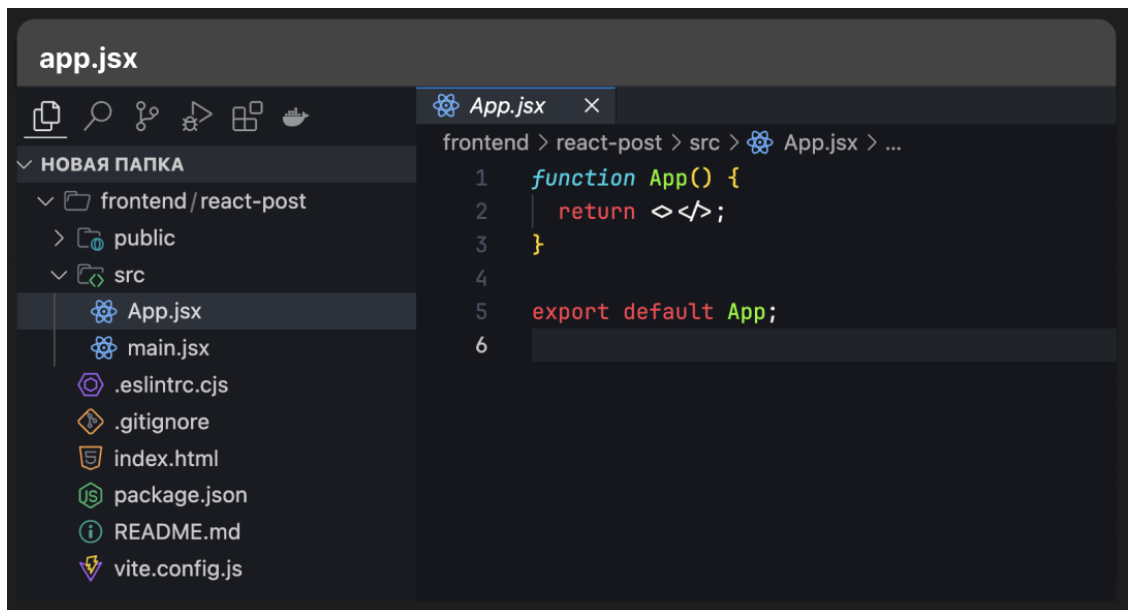 app.jsx
НОВАЯ ПАПКА
frontend/react-post
public
src
App.jsx
main.jsx
.eslintrc.cjs
.gitignore
index.html
package.json
README.md
vite.config.js
App.jsx
frontend > react-post > src > App.jsx > ...
1 function App() {
2 return <></>;
3 }
4
5 export default App;
6